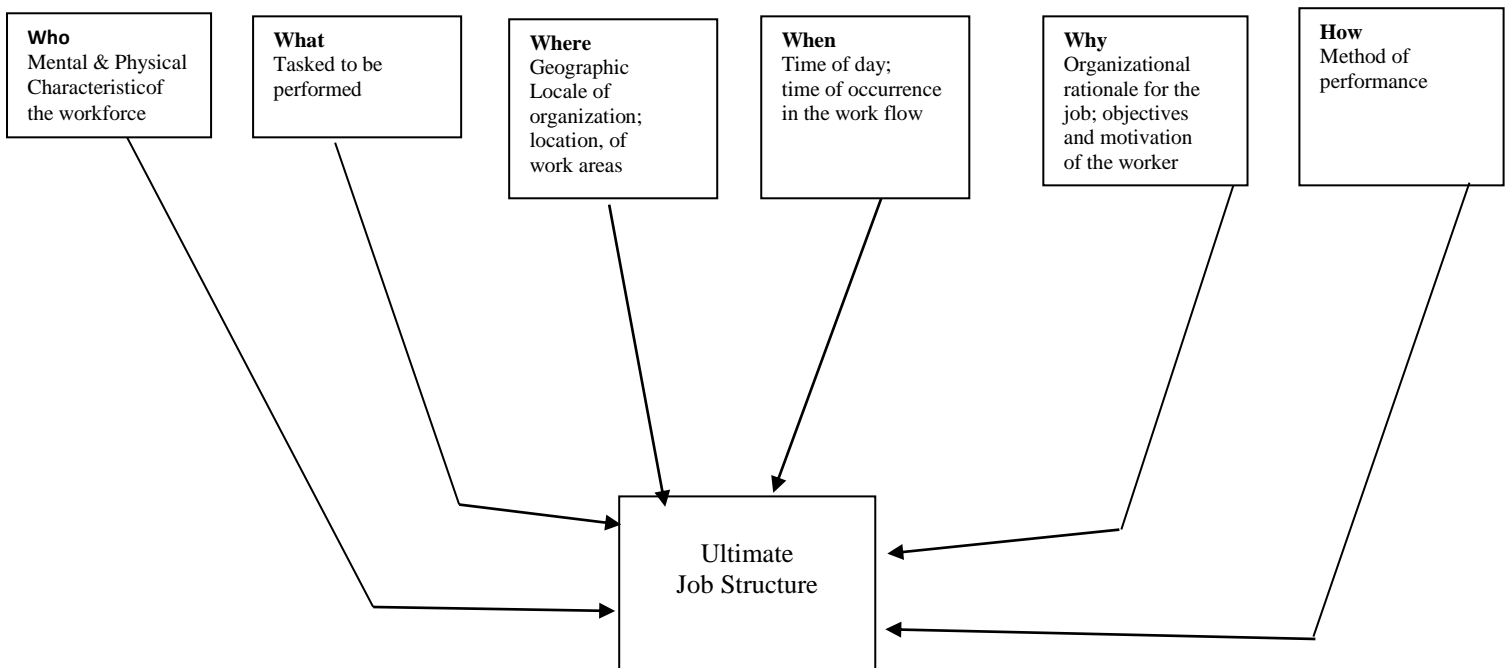 Who
Mental & Physical
Characteristicof
the workforce
What
Tasked to be
performed
Where
Geographic
Locale of
organization;
location, of
work areas
When
Time of day;
time of occurrence
in the work flow
Why
Organizational
rationale for the
job; objectives
and motivation
of the worker
How
Method of
performance
Ultimate
Job Structure